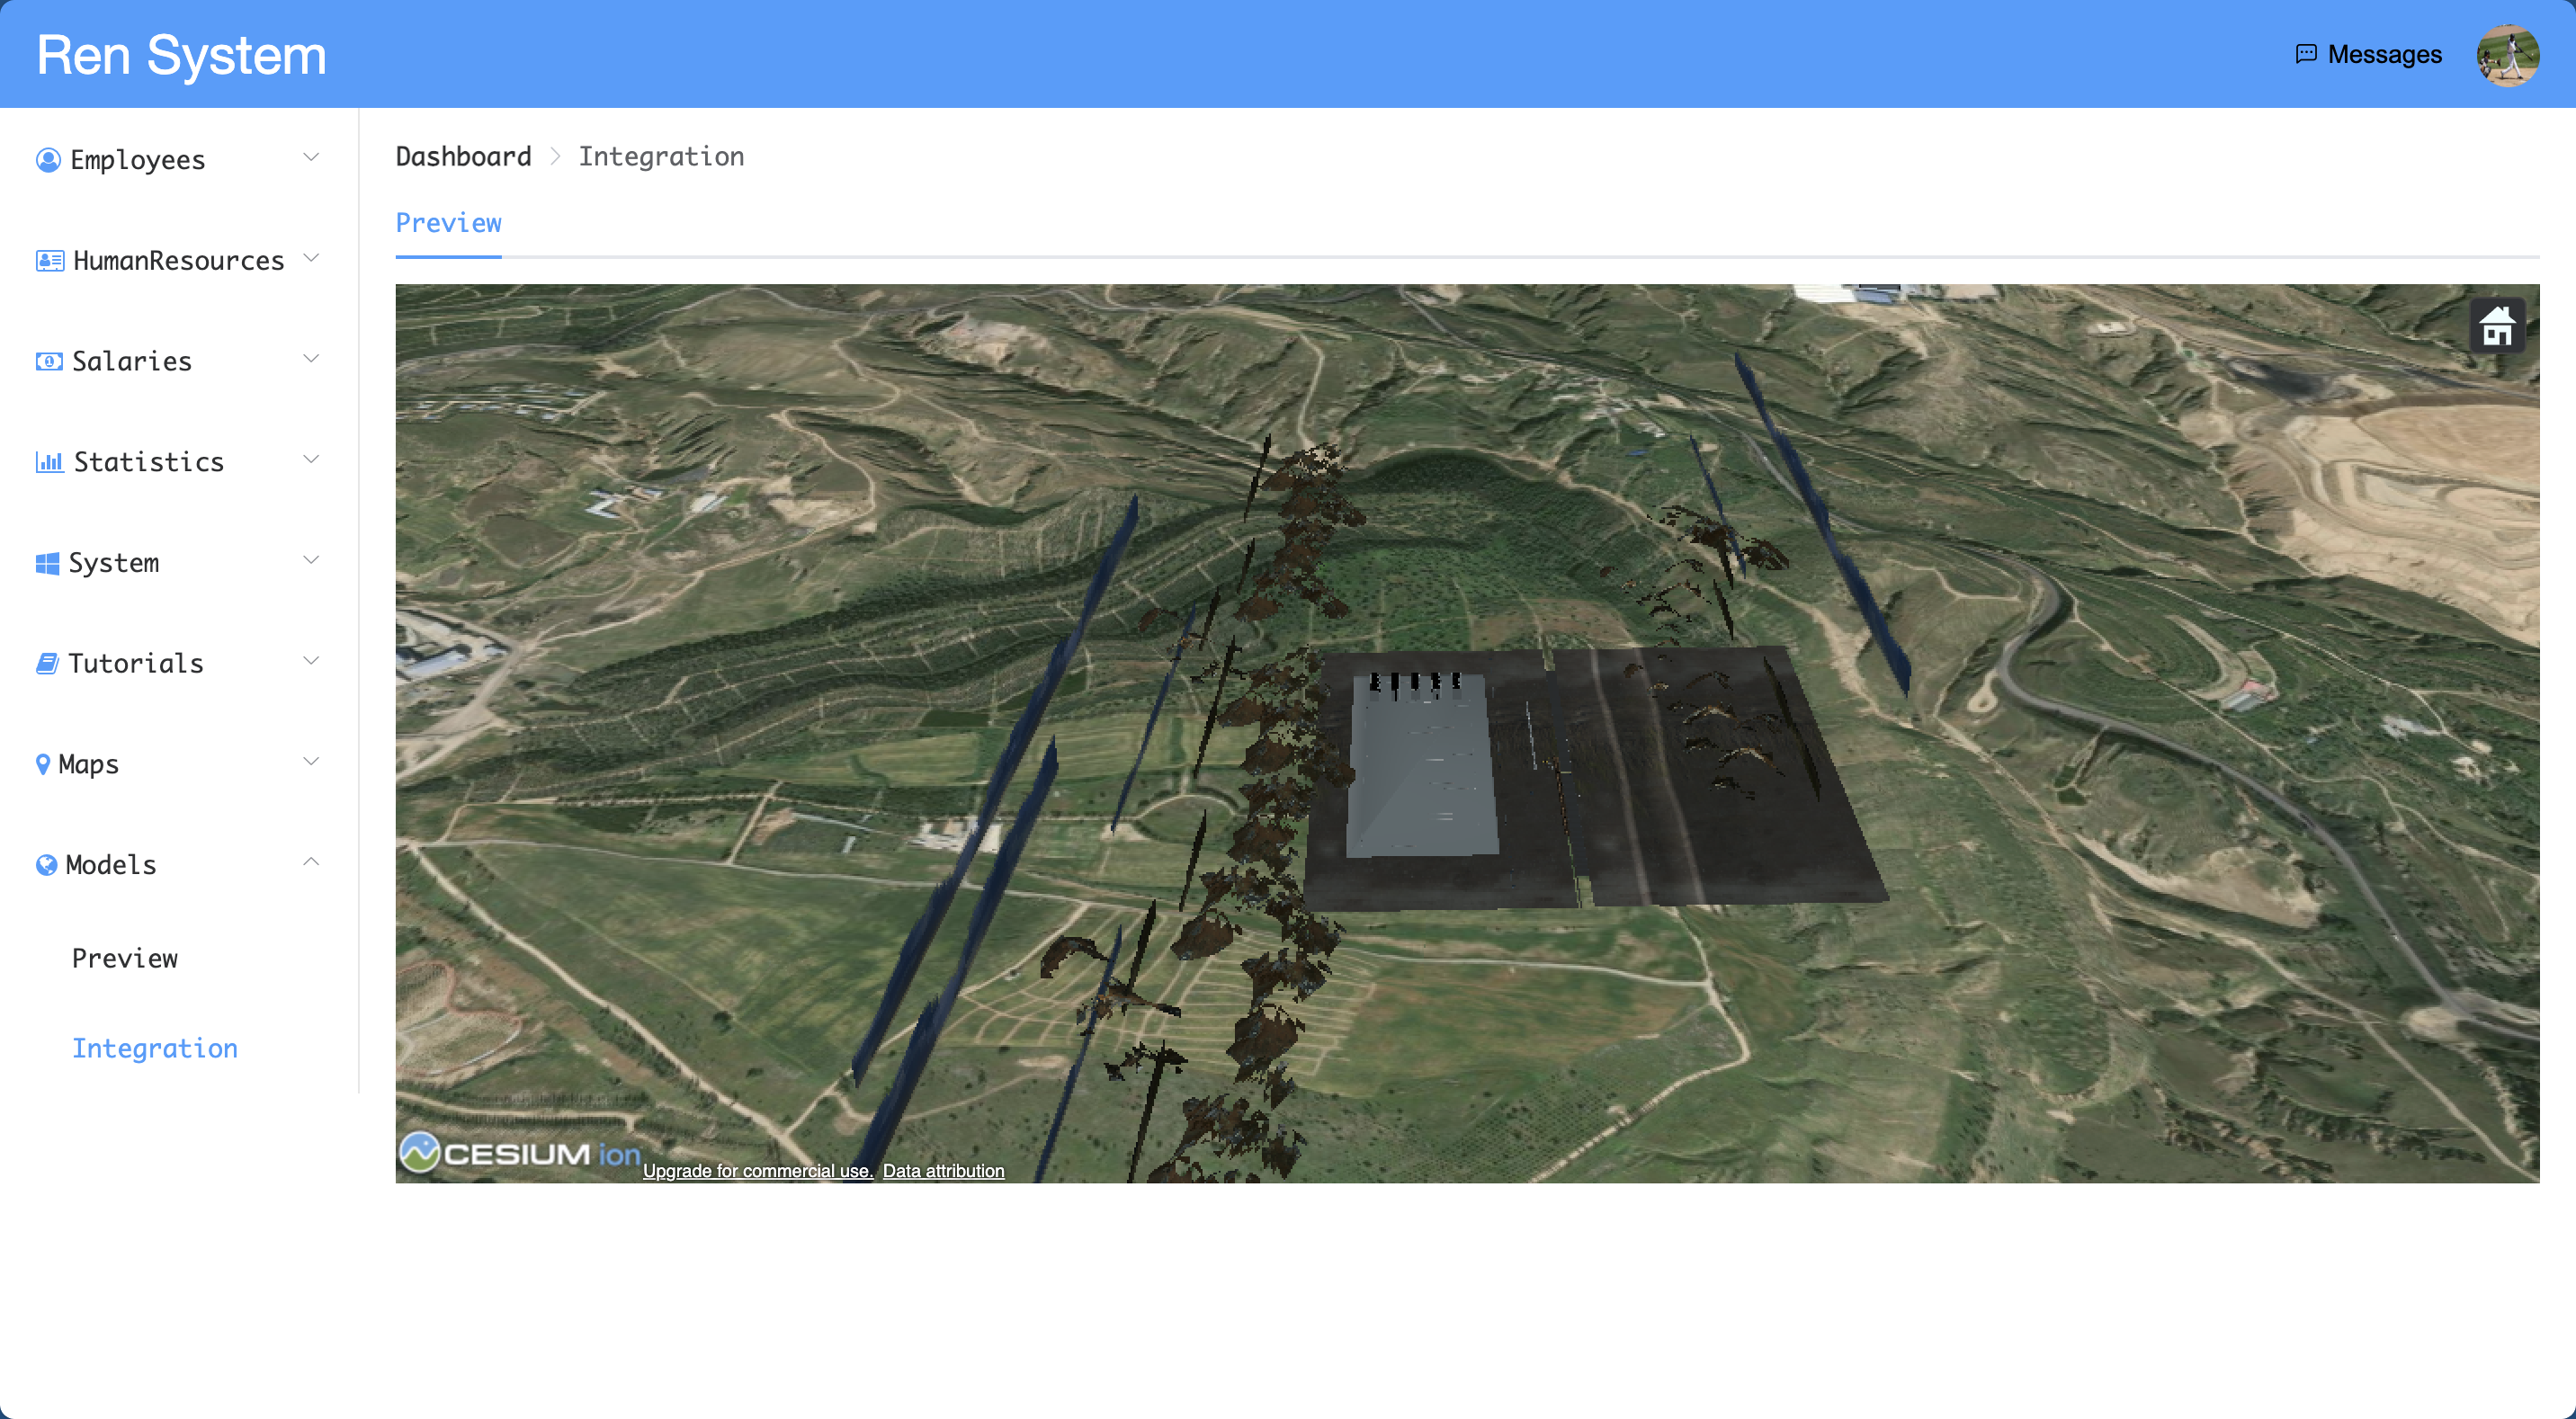 Ren System
Messages
Employees
HumanResources
Salaries
Statistics
System
Tutorials
Maps
Models
Preview
Integration
Dashboard > Integration
Preview
CESIUM ion
Upgrade for commercial use. Data attribution